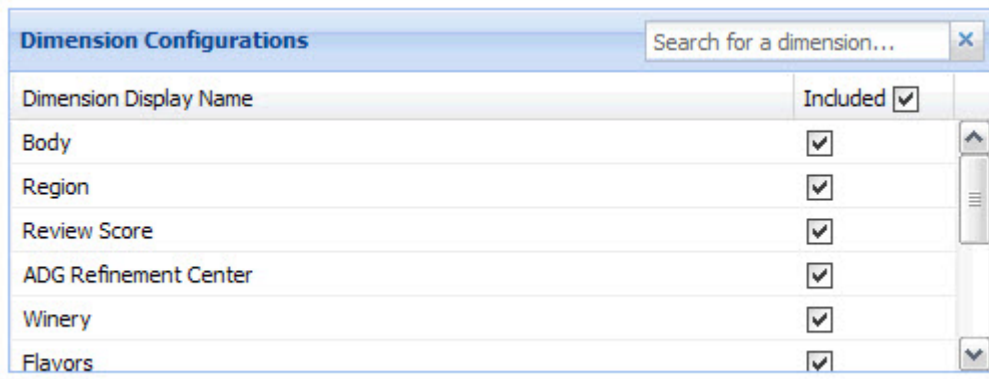 Dimension Configurations Search for a dimension...
Dimension Display Name Included
Body
Region
Review Score
ADG Refinement Center
Winery
Flavors